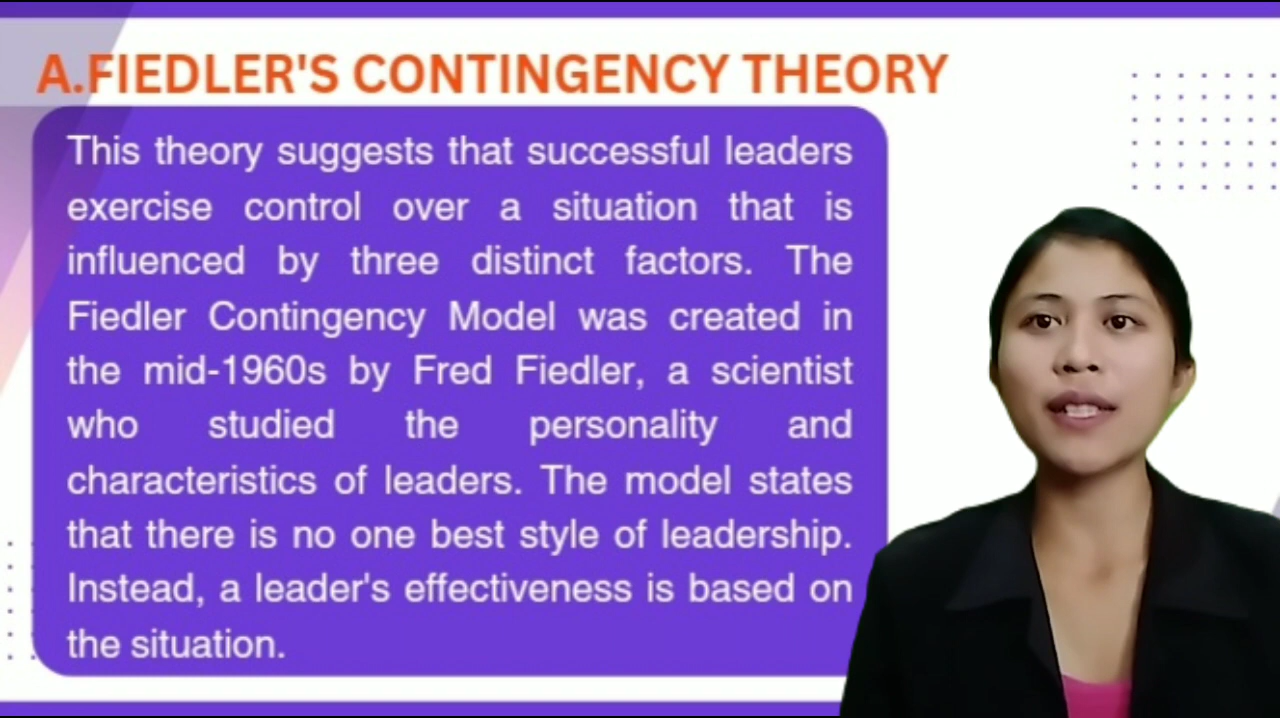 A.FIEDLER'S CONTINGENCY THEORY
This theory suggests that successful leaders
exercise control over a situation that is
influenced by three distinct factors. The
Fiedler Contingency Model was created in
the mid-1960s by Fred Fiedler, a scientist
who studied the personality and
characteristics of leaders. The model states
that there is no one best style of leadership.
Instead, a leader's effectiveness is based on
the situation.